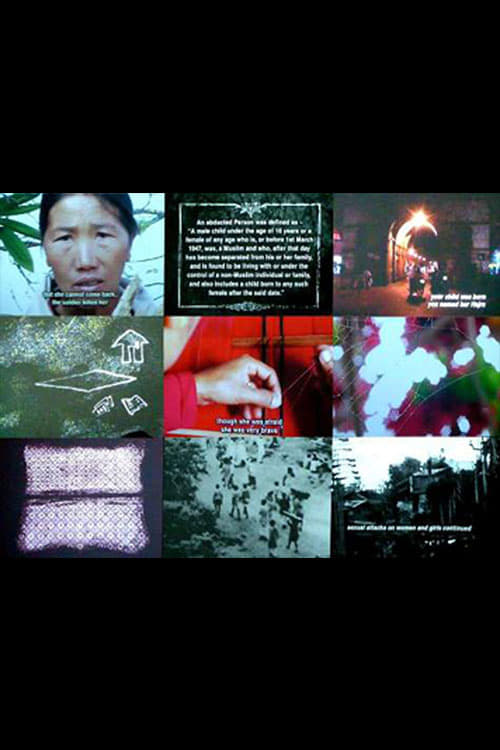 but she cannot come back.
the soldier killed her
An abducted Person was defined as -
"A male child under the age of 16 years or a
female of any age who is, or before 1st March
1947, was, a Muslim and who, after that day
has become separated from his or her family,
and is found to be living with or under the
control of a non-Muslim individual or family,
and also includes a child born to any such
female after the said date."
your child was born
you named her Hajra
though she was afraid
she was very brave
sexual attacks on women and girls continued